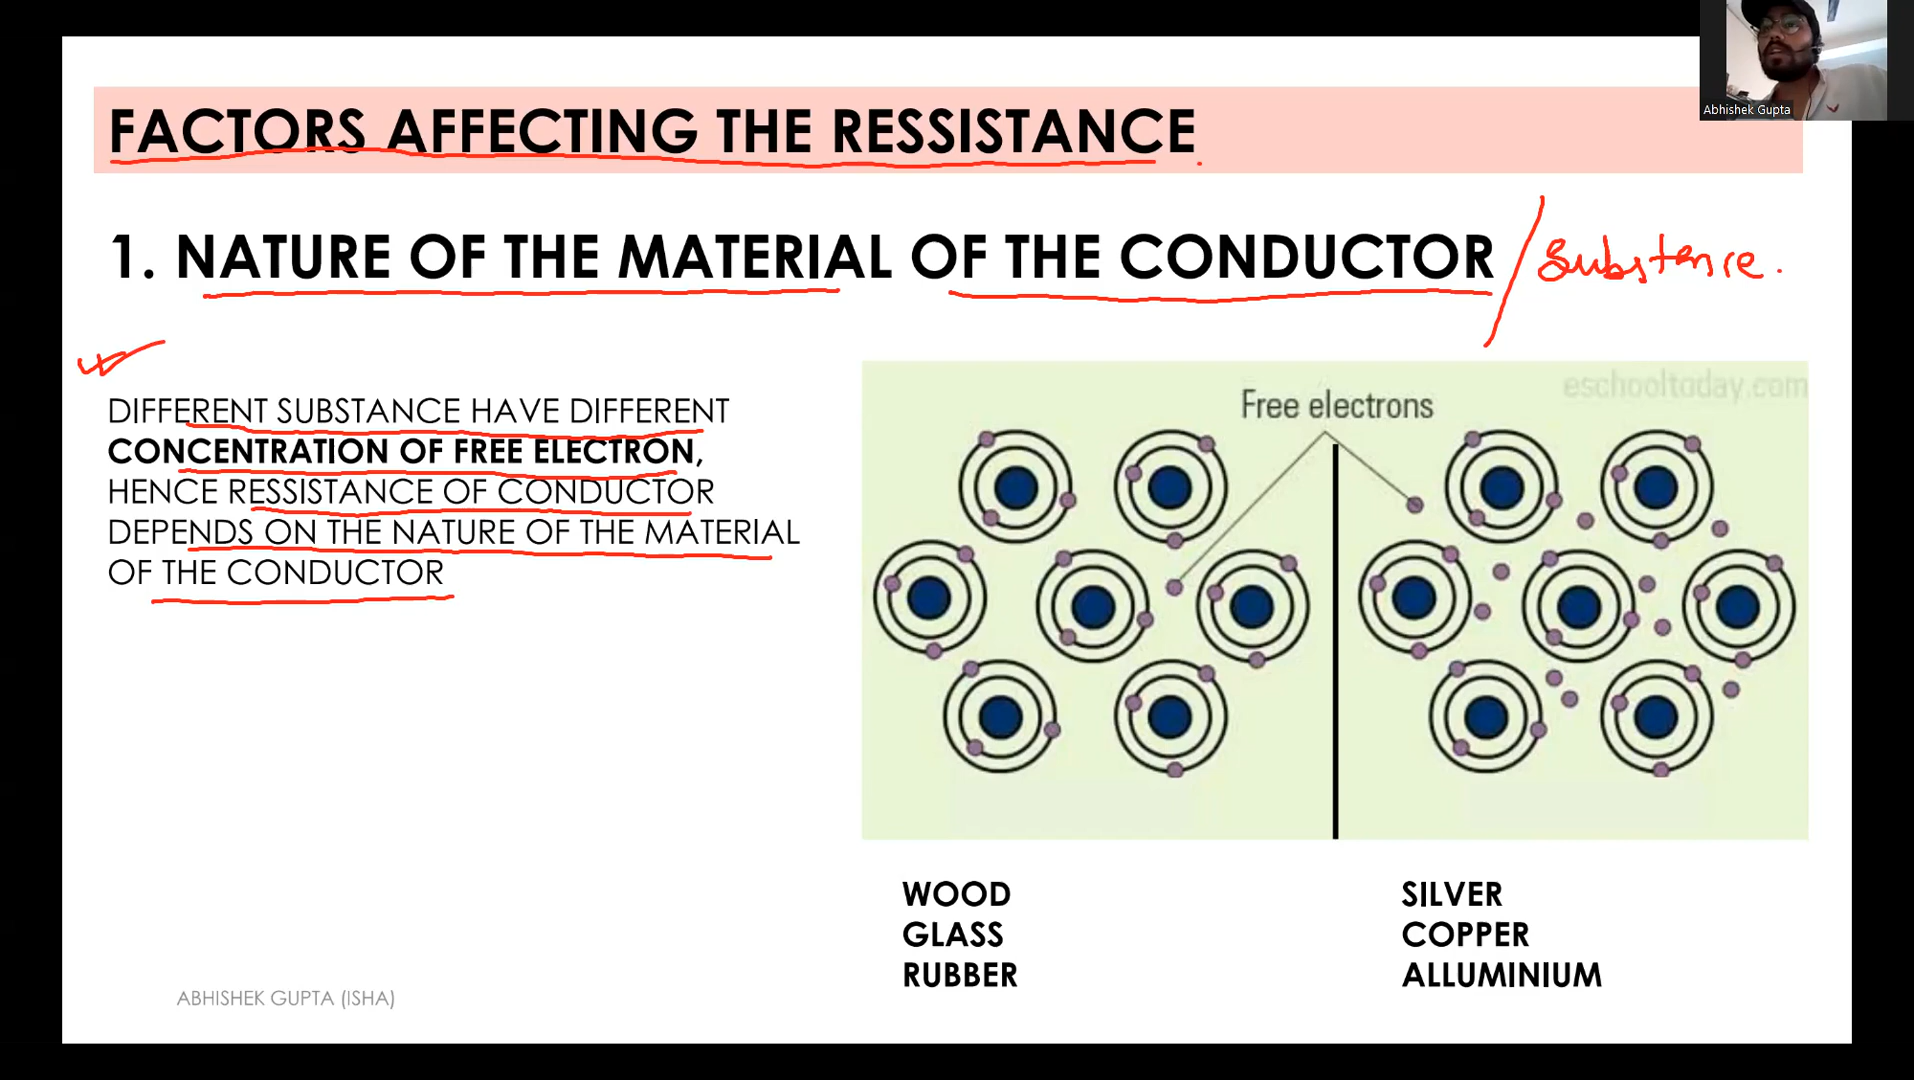 Abhishek Gupta
FACTORS AFFECTING THE RESSISTANCE
1. NATURE OF THE MATERIAL OF THE CONDUCTOR / Substence.
DIFFERENT SUBSTANCE HAVE DIFFERENT
CONCENTRATION OF FREE ELECTRON,
HENCE RESSISTANCE OF CONDUCTOR
DEPENDS ON THE NATURE OF THE MATERIAL
OF THE CONDUCTOR
eschooltoday.com
Free electrons
WOOD
GLASS
RUBBER
SILVER
COPPER
ALLUMINIUM
ABHISHEK GUPTA (ISHA)